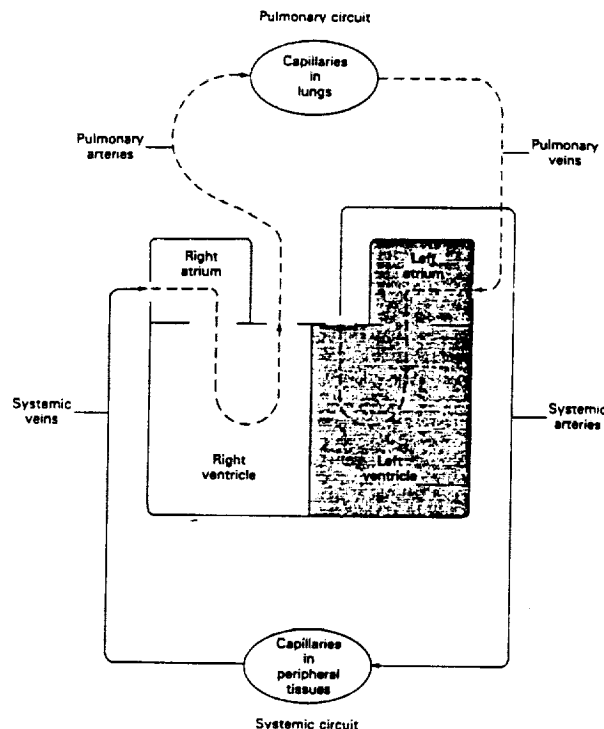 Pulmonary circuit
Capillaries
in
lungs
Pulmonary
arteries
Pulmonary
veins
Right
atrium
Left
atrium
Systemic
veins
Systemic
arteries
Right
ventricle
Left
ventricle
Capillaries
in
peripheral
tissues
Systemic circuit